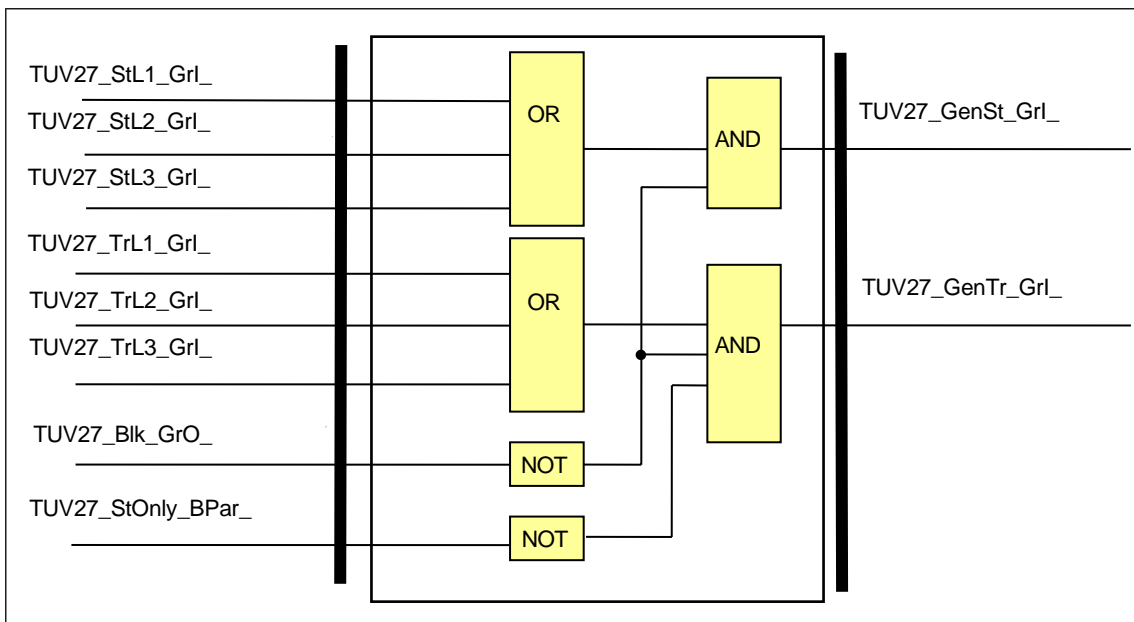 TUV27_StL1_GrI_
TUV27_StL2_GrI_
TUV27_StL3_GrI_
TUV27_TrL1_GrI_
TUV27_TrL2_GrI_
TUV27_TrL3_GrI_
TUV27_Blk_GrO_
TUV27_StOnly_BPar_
OR
OR
NOT
NOT
AND
AND
TUV27_GenSt_GrI_
TUV27_GenTr_GrI_